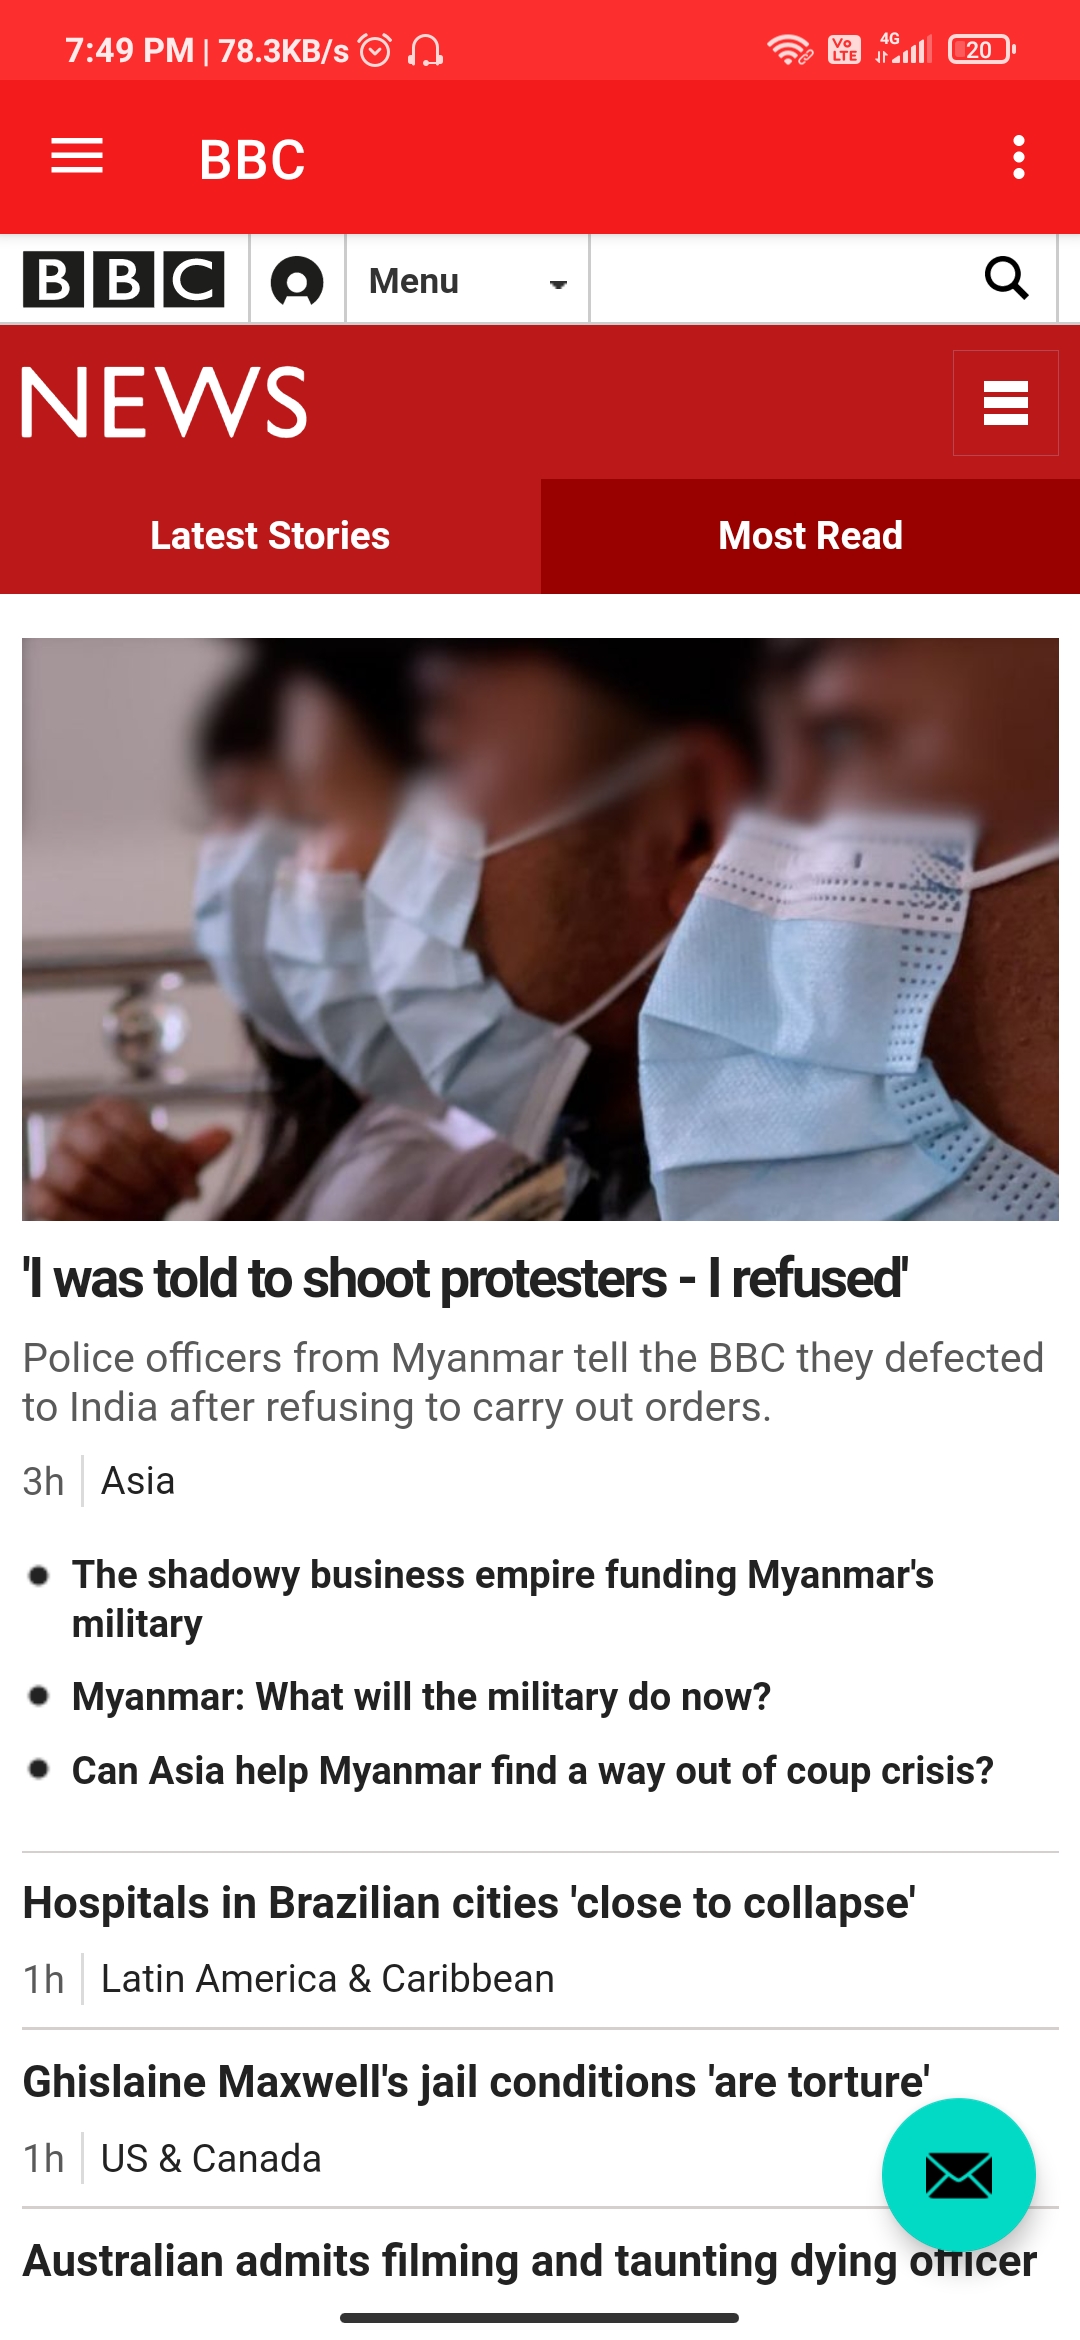 7:49 PM | 78.3KB/s
Vo LTE 4G 20
BBC
BBC Menu
NEWS
Latest Stories Most Read
'I was told to shoot protesters - I refused'
Police officers from Myanmar tell the BBC they defected
to India after refusing to carry out orders.
3h Asia
The shadowy business empire funding Myanmar's
military
Myanmar: What will the military do now?
Can Asia help Myanmar find a way out of coup crisis?
Hospitals in Brazilian cities 'close to collapse'
1h Latin America & Caribbean
Ghislaine Maxwell's jail conditions 'are torture'
1h US & Canada
Australian admits filming and taunting dying officer